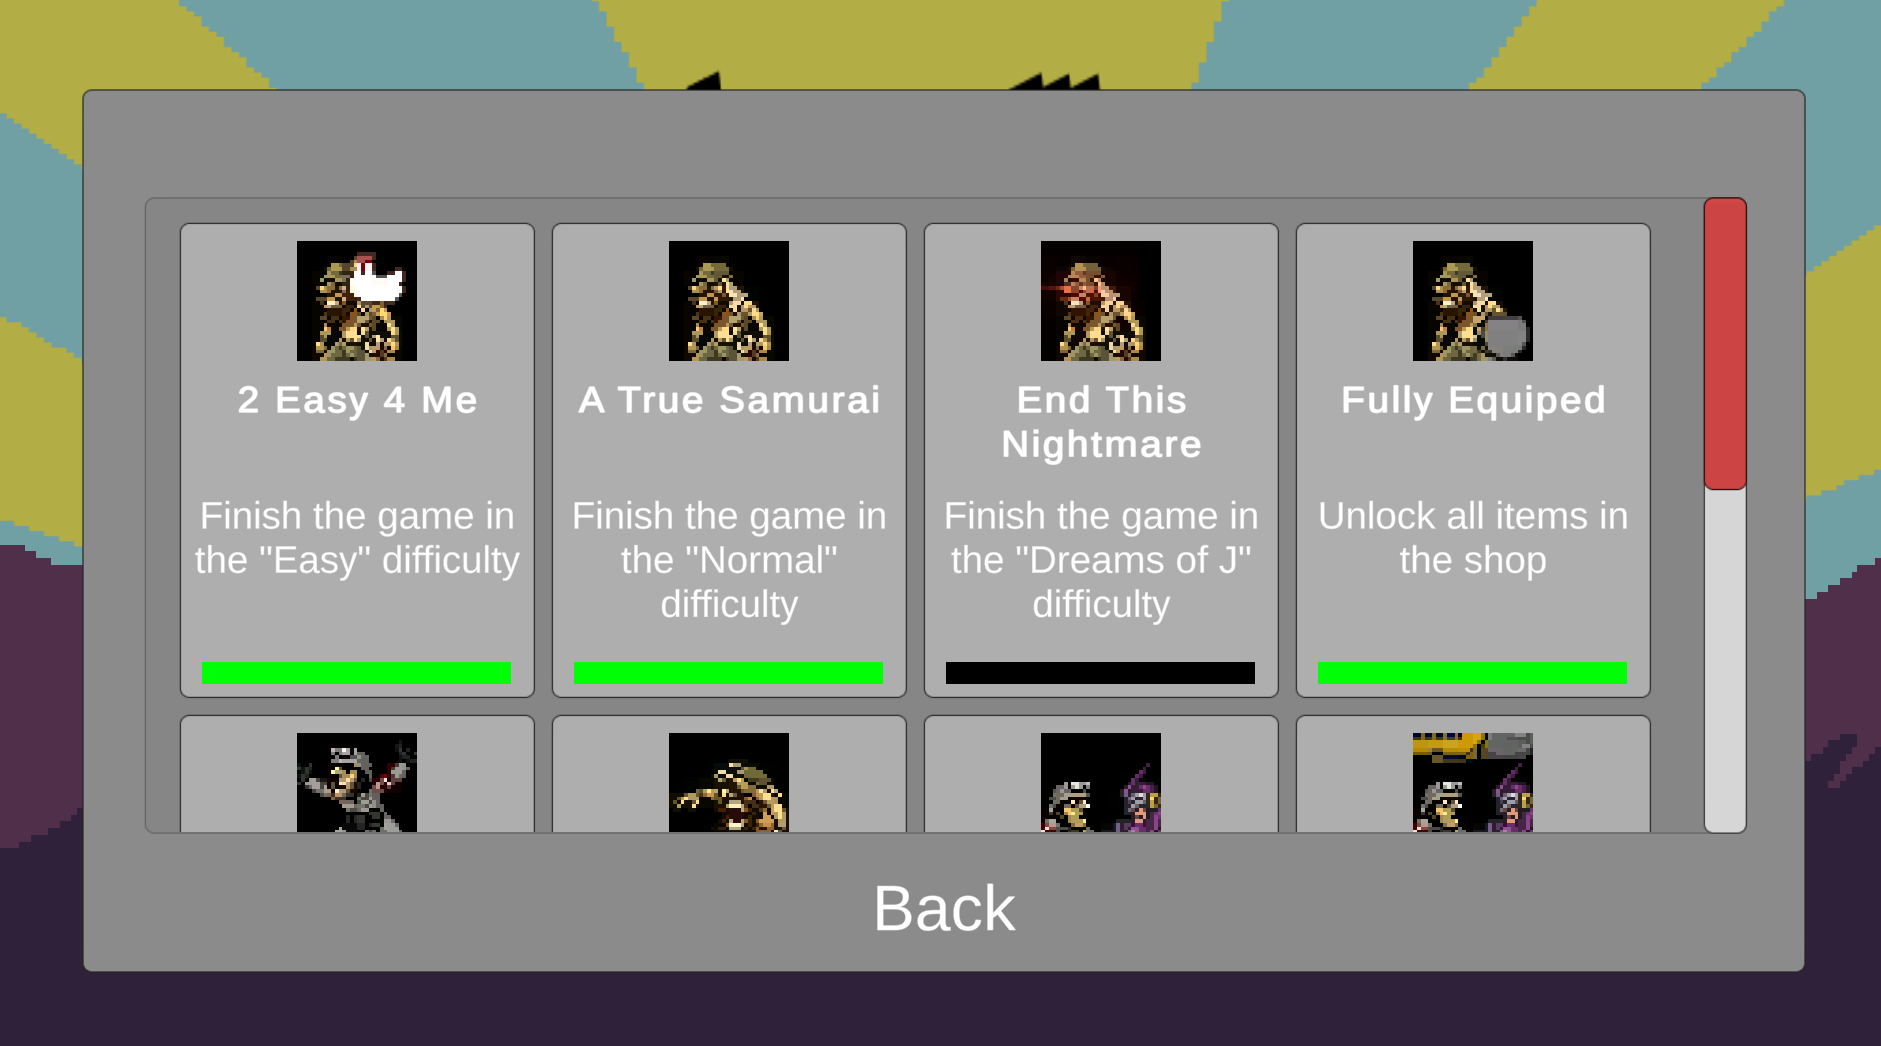 2 Easy 4 Me
Finish the game in
the "Easy" difficulty
A True Samurai
Finish the game in
the "Normal"
difficulty
End This
Nightmare
Finish the game in
the "Dreams of J"
difficulty
Fully Equiped
Unlock all items in
the shop
Back